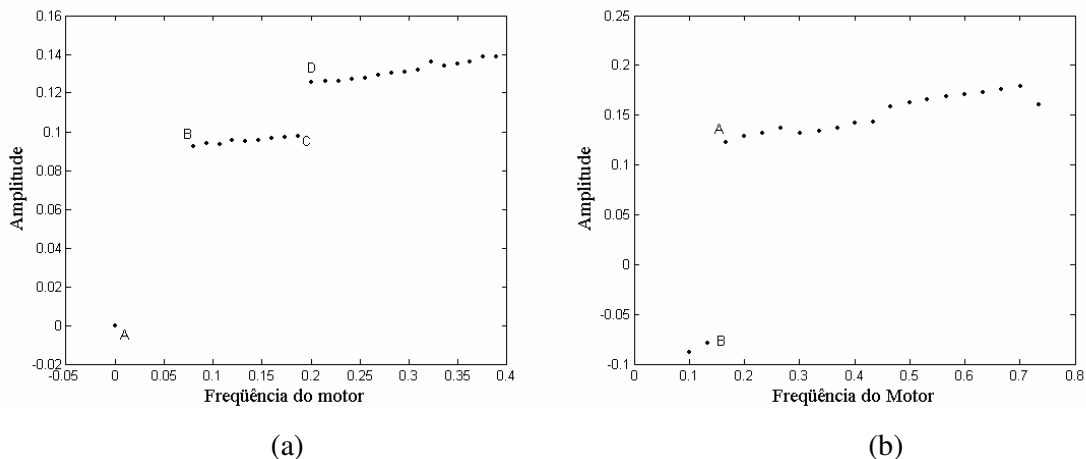 0.16
0.14
0.12
0.1
0.08
0.06
0.04
0.02
0
-0.02
Amplitude
-0.05 0 0.05 0.1 0.15 0.2 0.25 0.3 0.35 0.4
Freqüência do motor
A
B
C
D
(a)
0.25
0.2
0.15
0.1
0.05
0
-0.05
-0.1
Amplitude
0 0.1 0.2 0.3 0.4 0.5 0.6 0.7 0.8
Freqüência do Motor
A
B
(b)